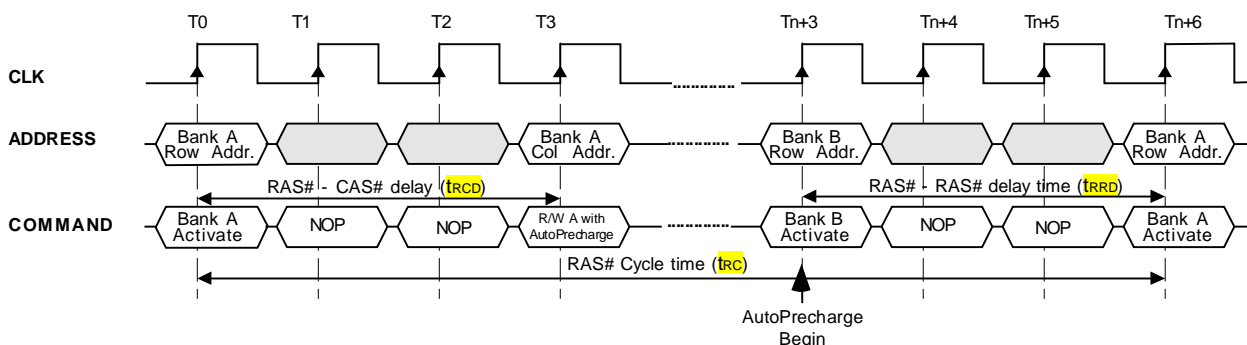 T0 T1 T2 T3 Tn+3 Tn+4 Tn+5 Tn+6
CLK
ADDRESS
Bank A
Row Addr.
Bank A
Col Addr.
Bank B
Row Addr.
Bank A
Row Addr.
RAS# - CAS# delay (tRCD)
RAS# - RAS# delay time (tRRD)
COMMAND
Bank A
Activate
NOP
NOP
R/W A with
AutoPrecharge
Bank B
Activate
NOP
NOP
Bank A
Activate
RAS# Cycle time (tRC)
AutoPrecharge
Begin